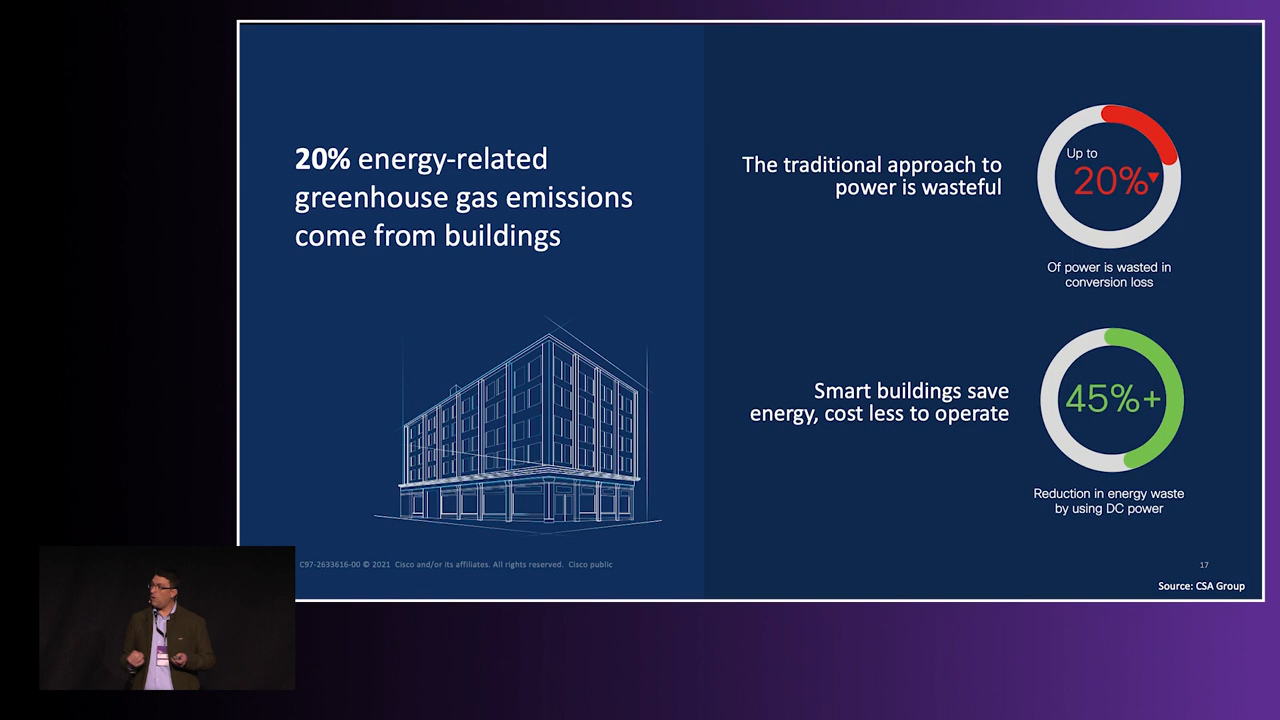 20% energy-related
greenhouse gas emissions
come from buildings
The traditional approach to
power is wasteful
Up to
20%▼
Of power is wasted in
conversion loss
Smart buildings save
energy, cost less to operate
45%+
Reduction in energy waste
by using DC power
C97-2633616-00 © 2021 Cisco and/or its affiliates. All rights reserved. Cisco public
17
Source: CSA Group